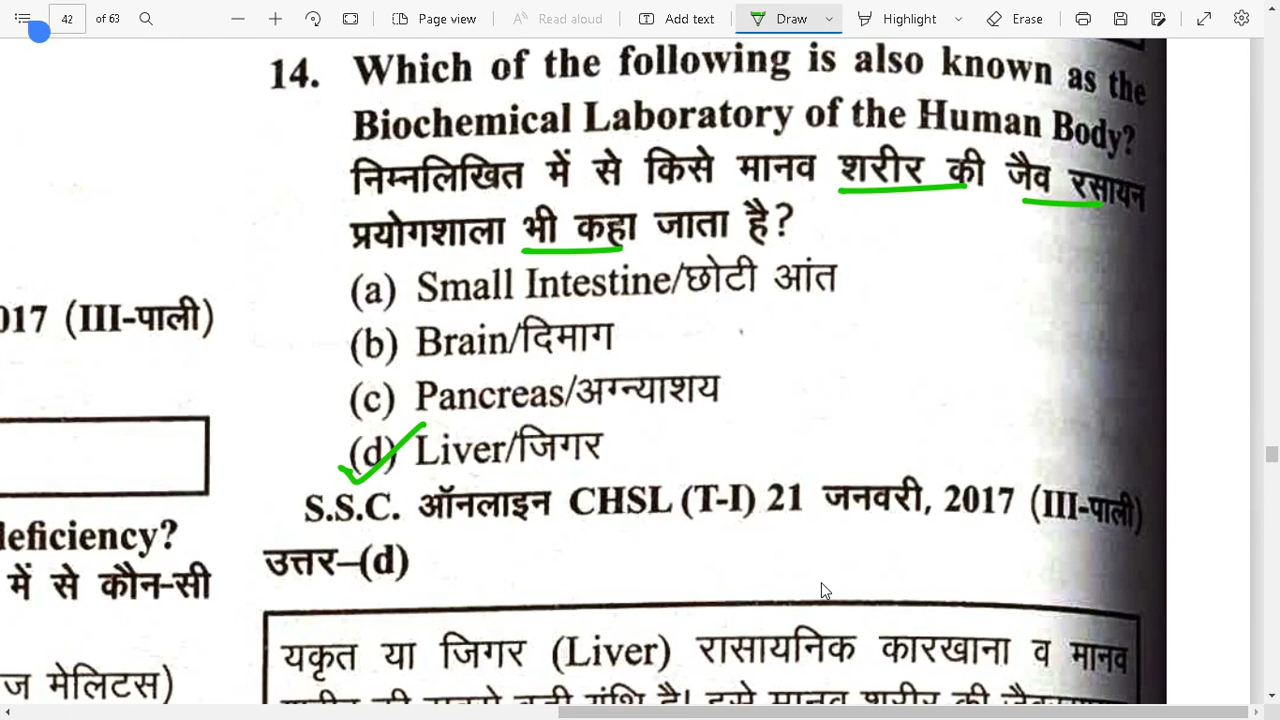 42 of 63 Page view Read aloud Add text Draw Highlight Erase
14. Which of the following is also known as the
Biochemical Laboratory of the Human Body?
निम्नलिखित में से किसे मानव शरीर की जैव रसायन
प्रयोगशाला भी कहा जाता है?
(a) Small Intestine/छोटी आंत
(b) Brain/दिमाग
(c) Pancreas/अग्न्याशय
(d) Liver/जिगर
S.S.C. ऑनलाइन CHSL (T-I) 21 जनवरी, 2017 (III-पाली)
उत्तर–(d)
यकृत या जिगर (Liver) रासायनिक कारखाना व मानव
017 (III-पाली)
deficiency?
में से कौन-सी
ज मेलिटस)